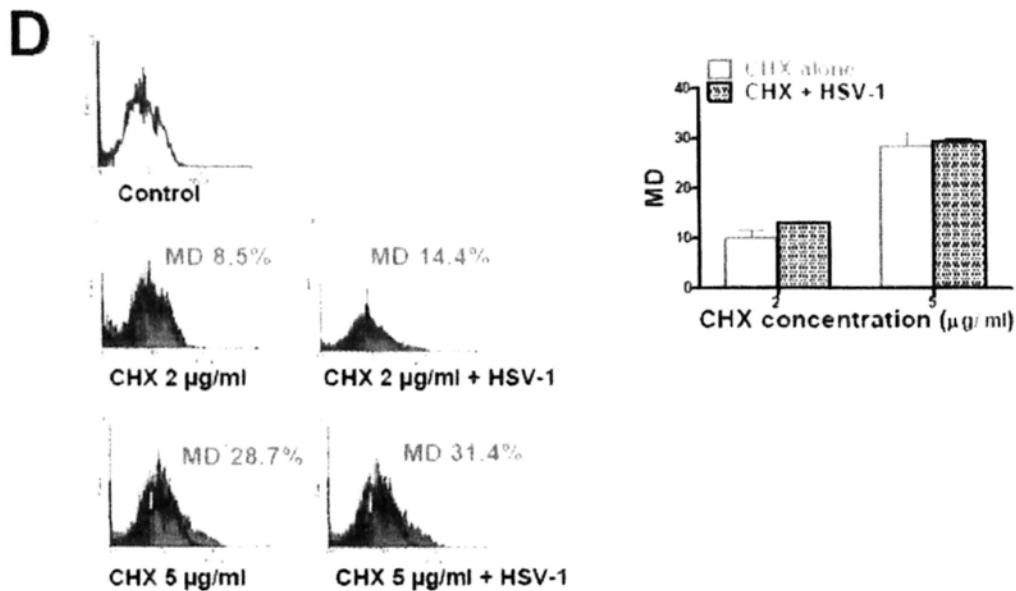 D
Control
MD 8.5%
CHX 2 µg/ml
MD 14.4%
CHX 2 µg/ml + HSV-1
MD 28.7%
CHX 5 µg/ml
MD 31.4%
CHX 5 µg/ml + HSV-1
CHX alone
CHX + HSV-1
40
30
20
10
0
MD
2
5
CHX concentration (µg/ml)